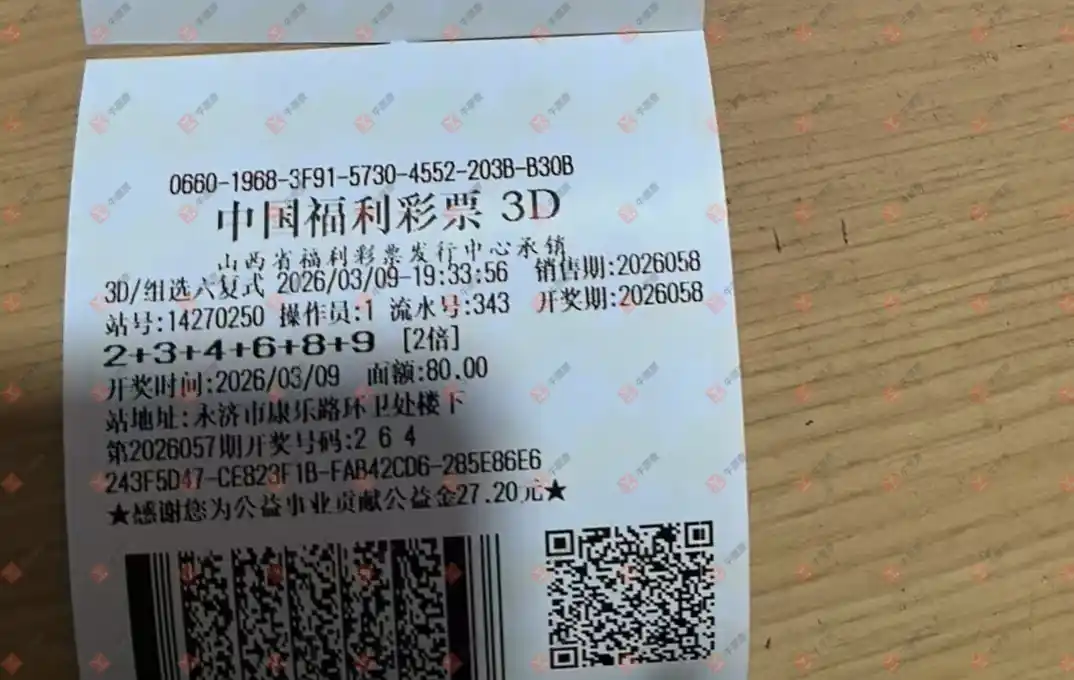 0660-1968-3F91-5730-4552-203B-B30B
中国福利彩票 3D
山西省福利彩票发行中心承销
3D/组选六复式 2026/03/09-19:33:56 销售期:2026058
站号:14270250 操作员:1 流水号:343 开奖期:2026058
2+3+4+6+8+9 [2倍]
开奖时间:2026/03/09 面额:80.00
站地址:永济市康乐路环卫处楼下
第2026057期开奖号码:2 6 4
243F5D47-CE823F1B-FAB42CD6-285E86E6
★感谢您为公益事业贡献公益金27.20元★